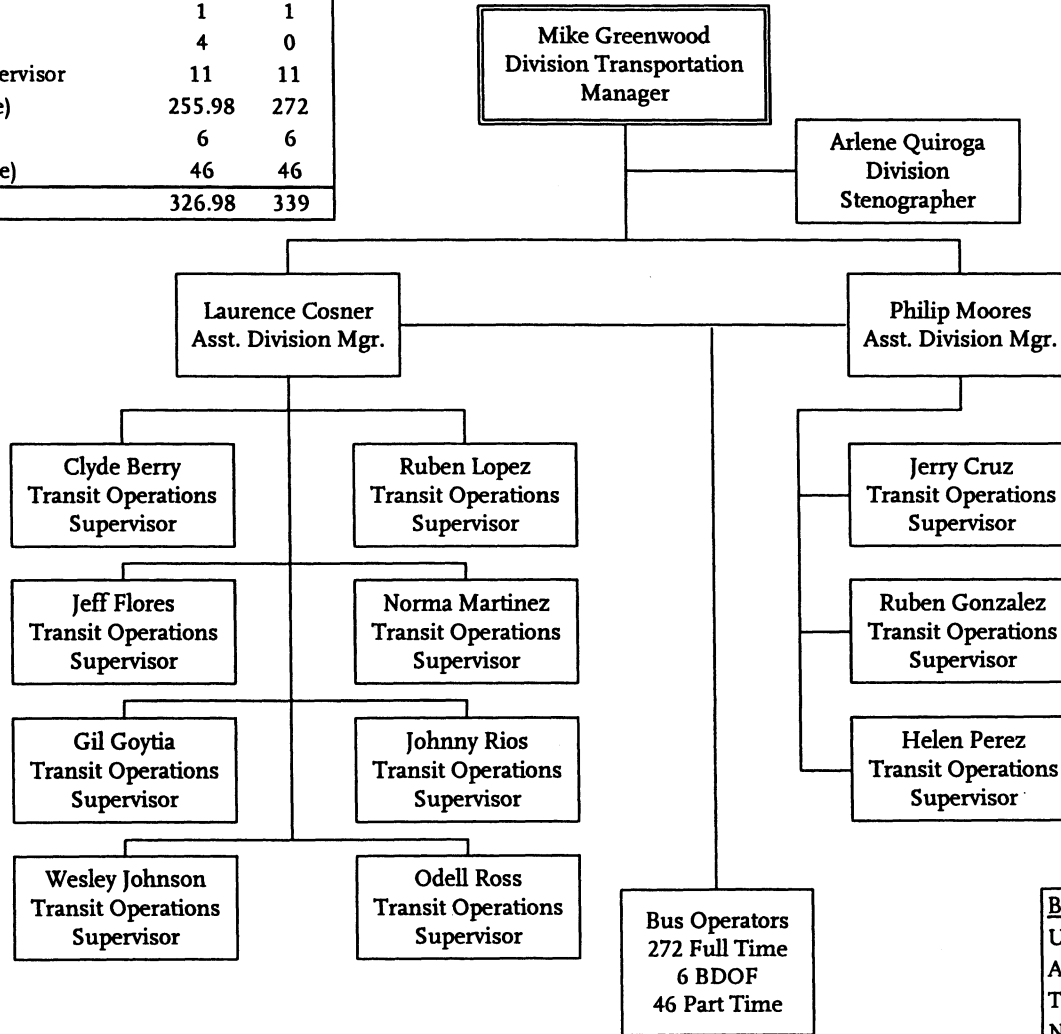 1 1
4 0
ervisor 11 11
e) 255.98 272
6 6
e) 46 46
326.98 339
Mike Greenwood
Division Transportation
Manager
Arlene Quiroga
Division
Stenographer
Laurence Cosner
Asst. Division Mgr.
Philip Moores
Asst. Division Mgr.
Clyde Berry
Transit Operations
Supervisor
Ruben Lopez
Transit Operations
Supervisor
Jerry Cruz
Transit Operations
Supervisor
Jeff Flores
Transit Operations
Supervisor
Norma Martinez
Transit Operations
Supervisor
Ruben Gonzalez
Transit Operations
Supervisor
Gil Goytia
Transit Operations
Supervisor
Johnny Rios
Transit Operations
Supervisor
Helen Perez
Transit Operations
Supervisor
Wesley Johnson
Transit Operations
Supervisor
Odell Ross
Transit Operations
Supervisor
Bus Operators
272 Full Time
6 BDOF
46 Part Time
B
U
A
T
N